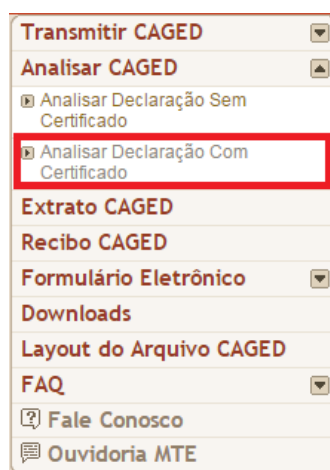 Transmitir CAGED
Analisar CAGED
Analisar Declaração Sem
Certificado
Analisar Declaração Com
Certificado
Extrato CAGED
Recibo CAGED
Formulário Eletrônico
Downloads
Layout do Arquivo CAGED
FAQ
Fale Conosco
Ouvidoria MTE